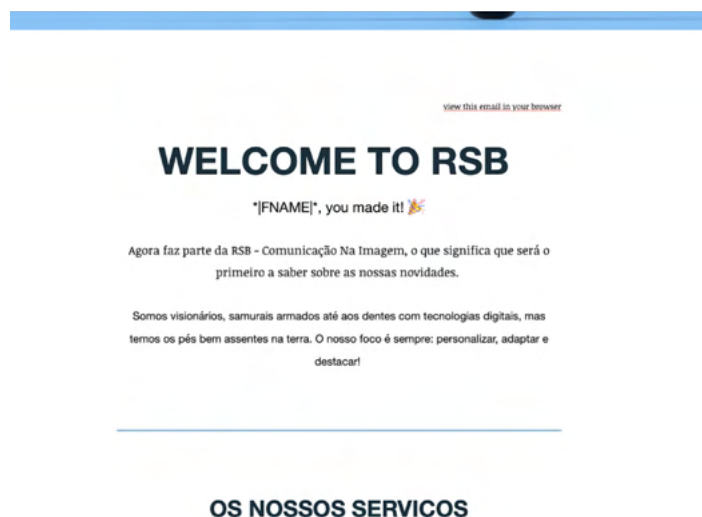 view this email in your browser
WELCOME TO RSB
*|FNAME|*, you made it! 🎉
Agora faz parte da RSB - Comunicação Na Imagem, o que significa que será o
primeiro a saber sobre as nossas novidades.
Somos visionários, samurais armados até aos dentes com tecnologias digitais, mas
temos os pés bem assentes na terra. O nosso foco é sempre: personalizar, adaptar e
destacar!
OS NOSSOS SERVIÇOS